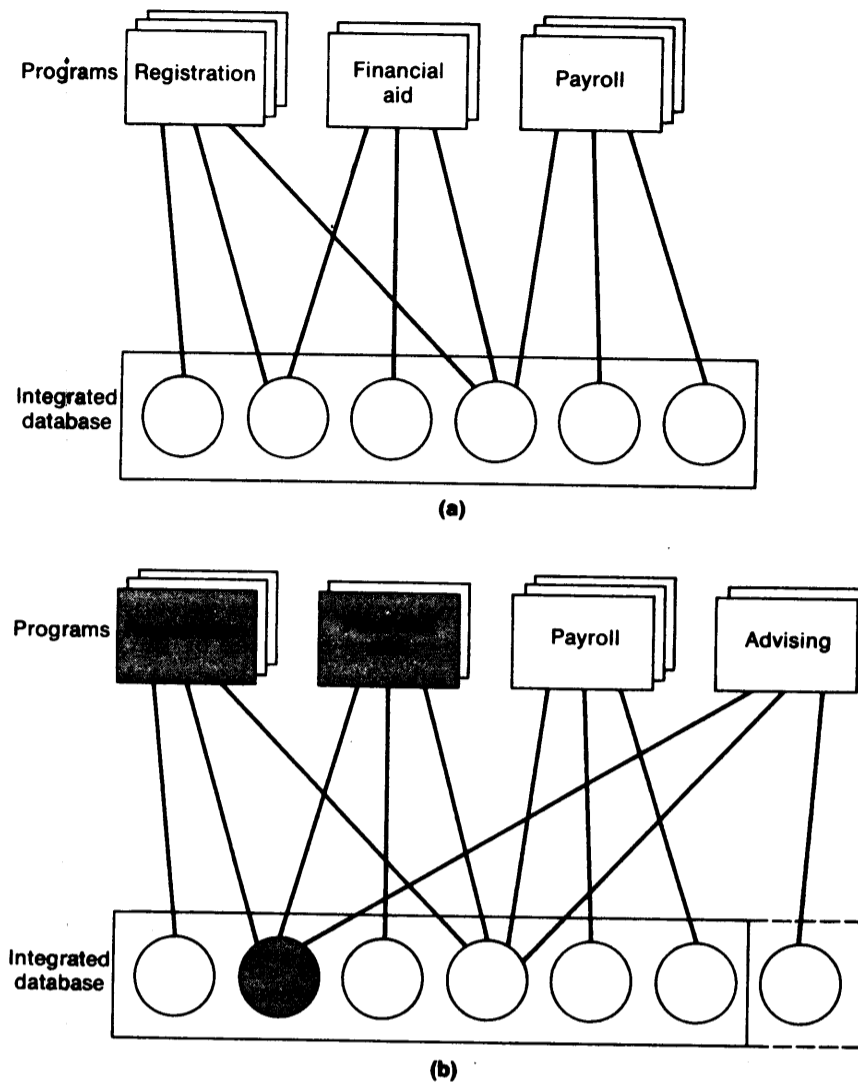 Programs
Registration
Financial
aid
Payroll
Integrated
database
(a)
Programs
Payroll
Advising
Integrated
database
(b)